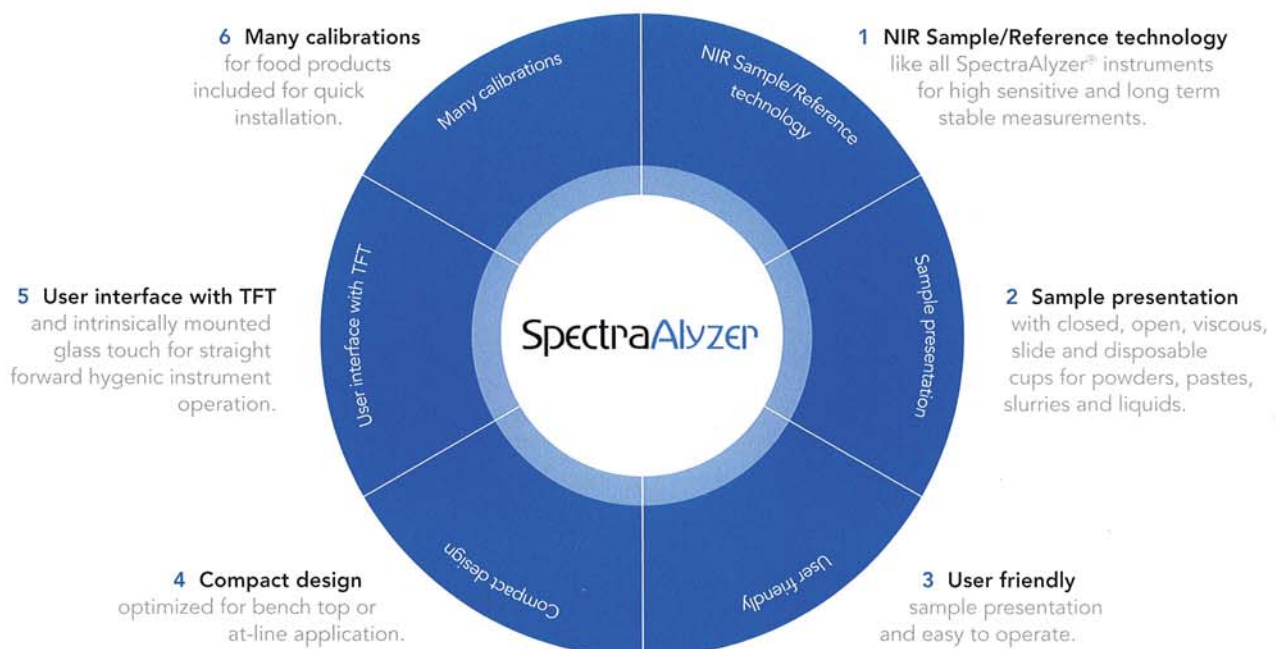 6 Many calibrations
for food products
included for quick
installation.
1 NIR Sample/Reference technology
like all SpectraAlyzer® instruments
for high sensitive and long term
stable measurements.
Many calibrations
NIR Sample/Reference
technology
5 User interface with TFT
and intrinsically mounted
glass touch for straight
forward hygenic instrument
operation.
User interface with TFT
SpectraAlyzer
Sample presentation
2 Sample presentation
with closed, open, viscous,
slide and disposable
cups for powders, pastes,
slurries and liquids.
4 Compact design
optimized for bench top or
at-line application.
Compact design
User friendly
3 User friendly
sample presentation
and easy to operate.